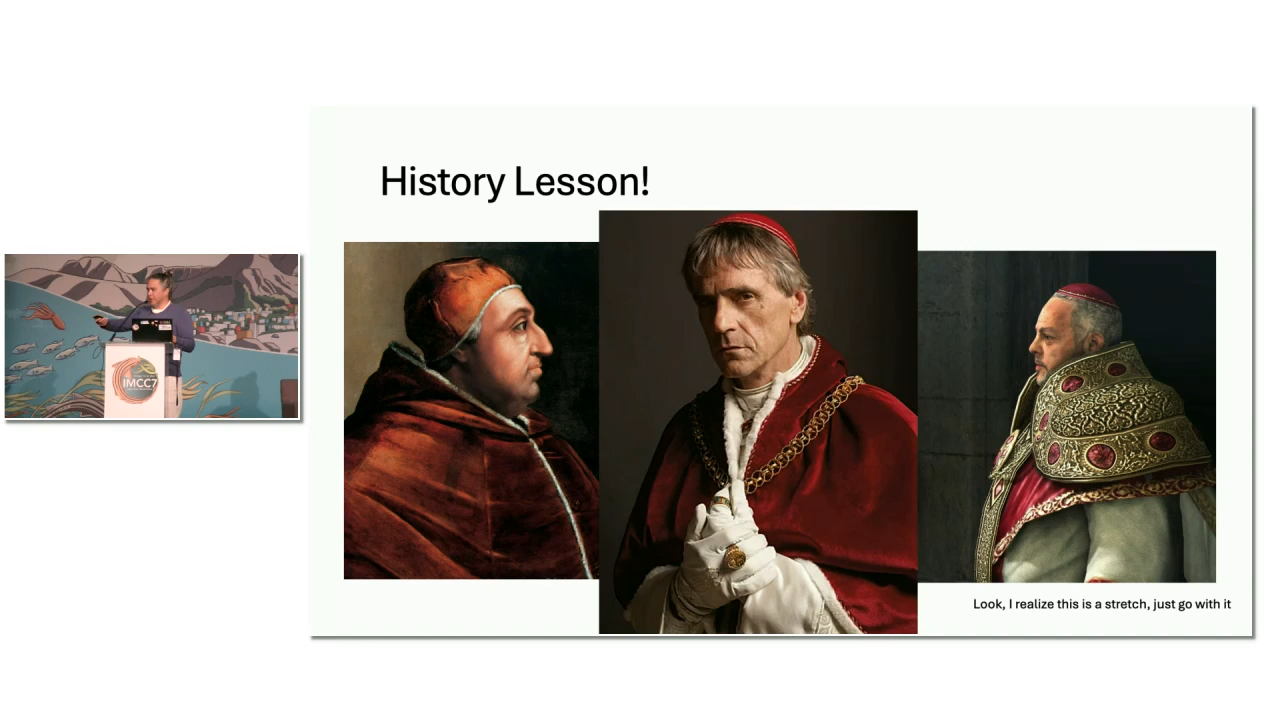 History Lesson!
IMCC7
Look, I realize this is a stretch, just go with it